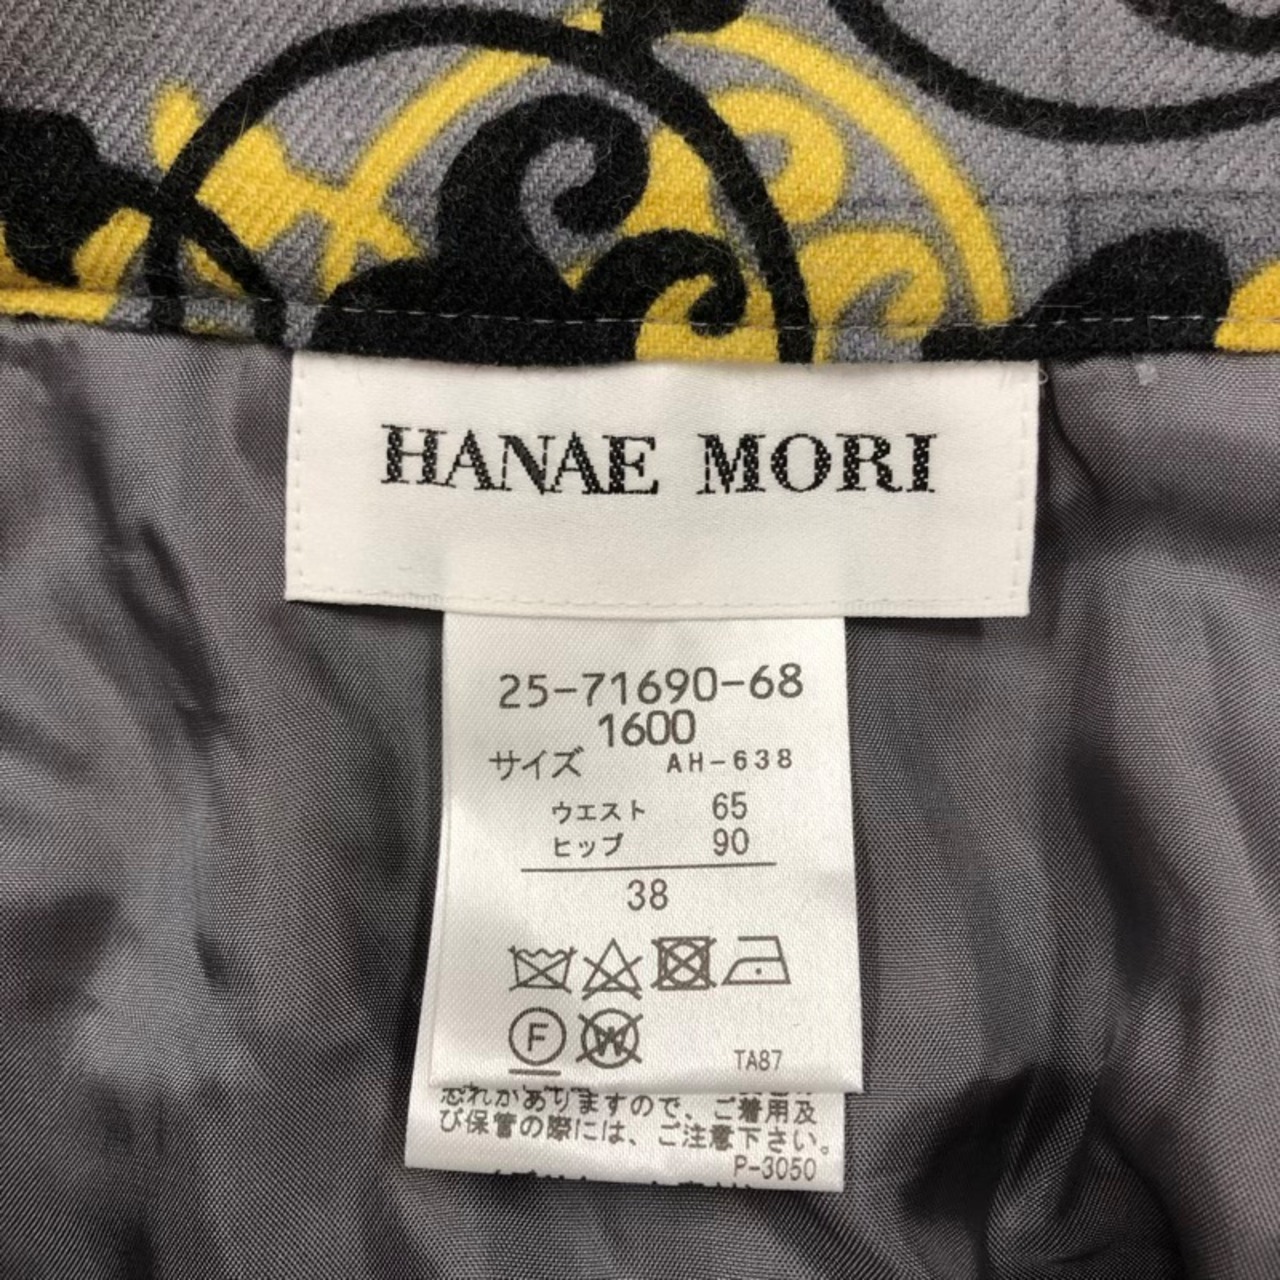 HANAE MORI
25-71690-68
1600
サイズ AH-638
ウエスト 65
ヒップ 90
38
F
W
TA87
恐れがありますので、ご着用及
び保管の際には、ご注意下さい。
P-3050